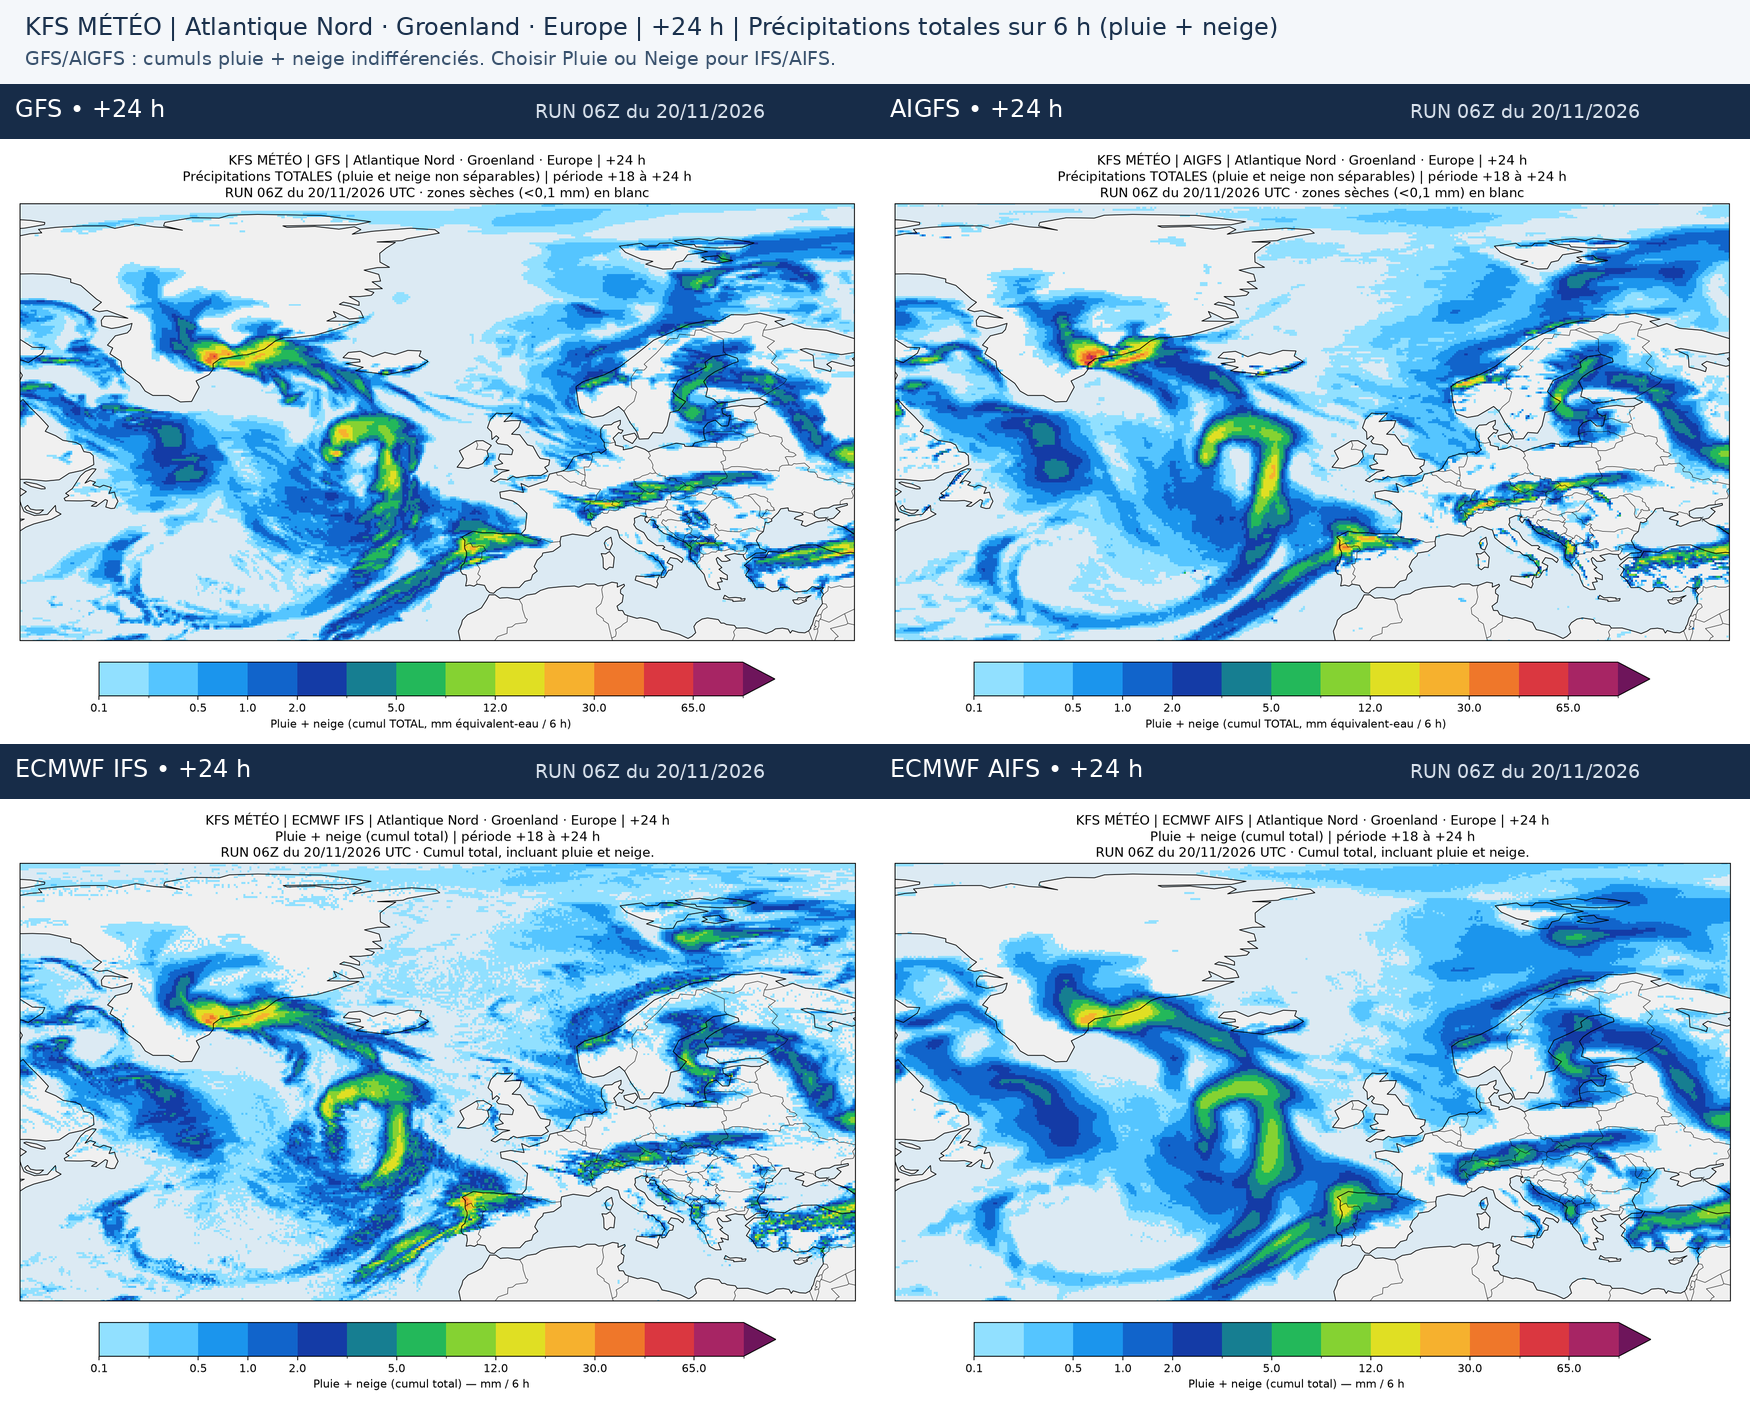 KFS MÉTÉO | Atlantique Nord · Groenland · Europe | +24 h | Précipitations totales sur 6 h (pluie + neige)
GFS/AIGFS : cumuls pluie + neige indifférenciés. Choisir Pluie ou Neige pour IFS/AIFS.
GFS • +24 h RUN 06Z du 20/11/2026
KFS MÉTÉO | GFS | Atlantique Nord · Groenland · Europe | +24 h
Précipitations TOTALES (pluie et neige non séparables) | période +18 à +24 h
RUN 06Z du 20/11/2026 UTC · zones sèches (<0,1 mm) en blanc
0.1 0.5 1.0 2.0 5.0 12.0 30.0 65.0
Pluie + neige (cumul TOTAL, mm équivalent-eau / 6 h)
AIGFS • +24 h RUN 06Z du 20/11/2026
KFS MÉTÉO | AIGFS | Atlantique Nord · Groenland · Europe | +24 h
Précipitations TOTALES (pluie et neige non séparables) | période +18 à +24 h
RUN 06Z du 20/11/2026 UTC · zones sèches (<0,1 mm) en blanc
0.1 0.5 1.0 2.0 5.0 12.0 30.0 65.0
Pluie + neige (cumul TOTAL, mm équivalent-eau / 6 h)
ECMWF IFS • +24 h RUN 06Z du 20/11/2026
KFS MÉTÉO | ECMWF IFS | Atlantique Nord · Groenland · Europe | +24 h
Pluie + neige (cumul total) | période +18 à +24 h
RUN 06Z du 20/11/2026 UTC · Cumul total, incluant pluie et neige.
0.1 0.5 1.0 2.0 5.0 12.0 30.0 65.0
Pluie + neige (cumul total) — mm / 6 h
ECMWF AIFS • +24 h RUN 06Z du 20/11/2026
KFS MÉTÉO | ECMWF AIFS | Atlantique Nord · Groenland · Europe | +24 h
Pluie + neige (cumul total) | période +18 à +24 h
RUN 06Z du 20/11/2026 UTC · Cumul total, incluant pluie et neige.
0.1 0.5 1.0 2.0 5.0 12.0 30.0 65.0
Pluie + neige (cumul total) — mm / 6 h